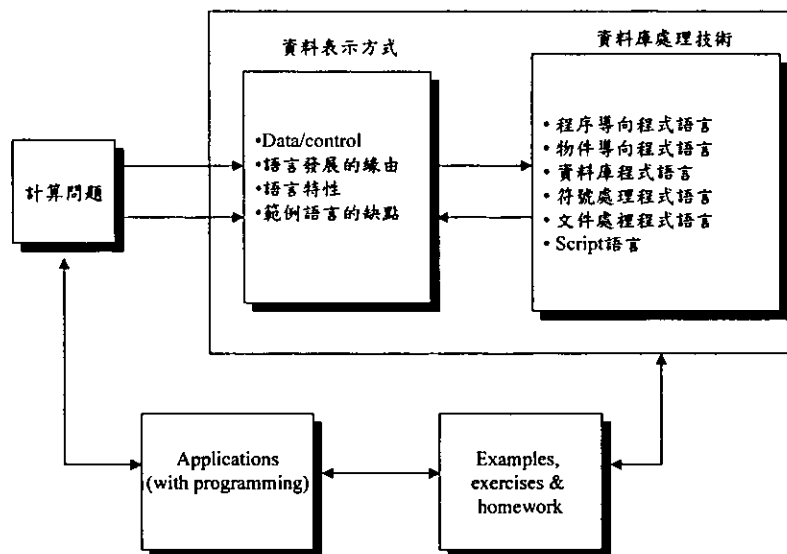 資料表示方式
資料庫處理技術
計算問題
•Data/control
•語言發展的緣由
•語言特性
•範例語言的缺點
• 程序導向程式語言
• 物件導向程式語言
• 資料庫程式語言
• 符號處理程式語言
• 文件處裡程式語言
• Script語言
Applications
(with programming)
Examples,
exercises &
homework